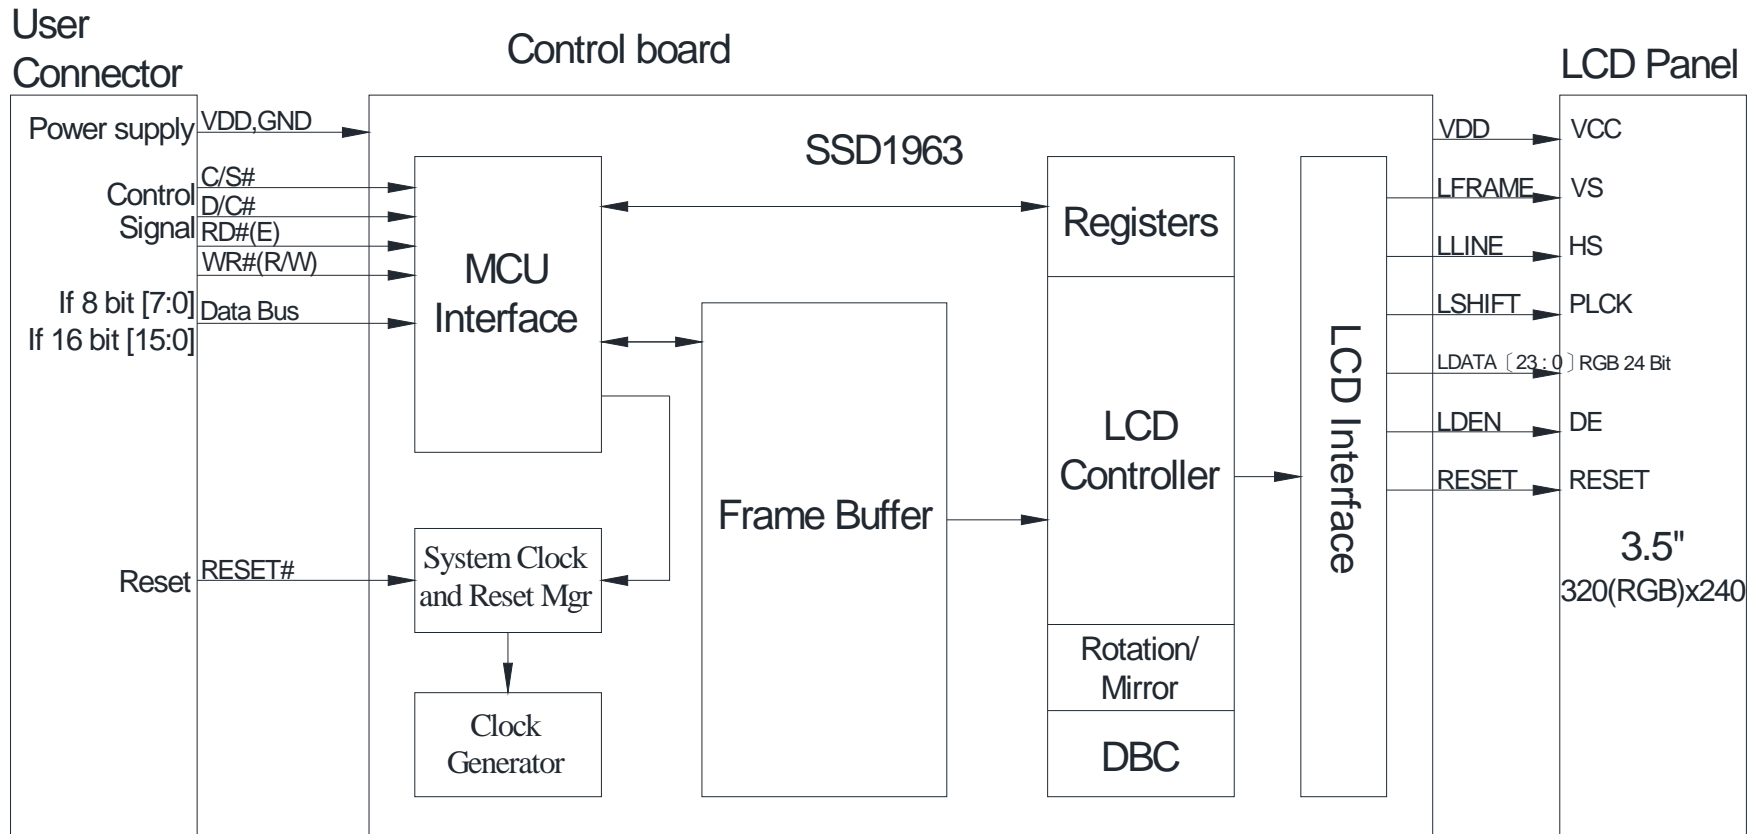 User
Connector
Control board
LCD Panel
Power supply
VDD,GND
Control
Signal
C/S#
D/C#
RD#(E)
WR#(R/W)
If 8 bit [7:0]
If 16 bit [15:0]
Data Bus
Reset
RESET#
SSD1963
MCU
Interface
System Clock
and Reset Mgr
Clock
Generator
Frame Buffer
Registers
LCD
Controller
Rotation/
Mirror
DBC
LCD Interface
VDD
VCC
LFRAME
VS
LLINE
HS
LSHIFT
PLCK
LDATA〔23:0〕RGB 24 Bit
LDEN
DE
RESET
RESET
3.5"
320(RGB)x240